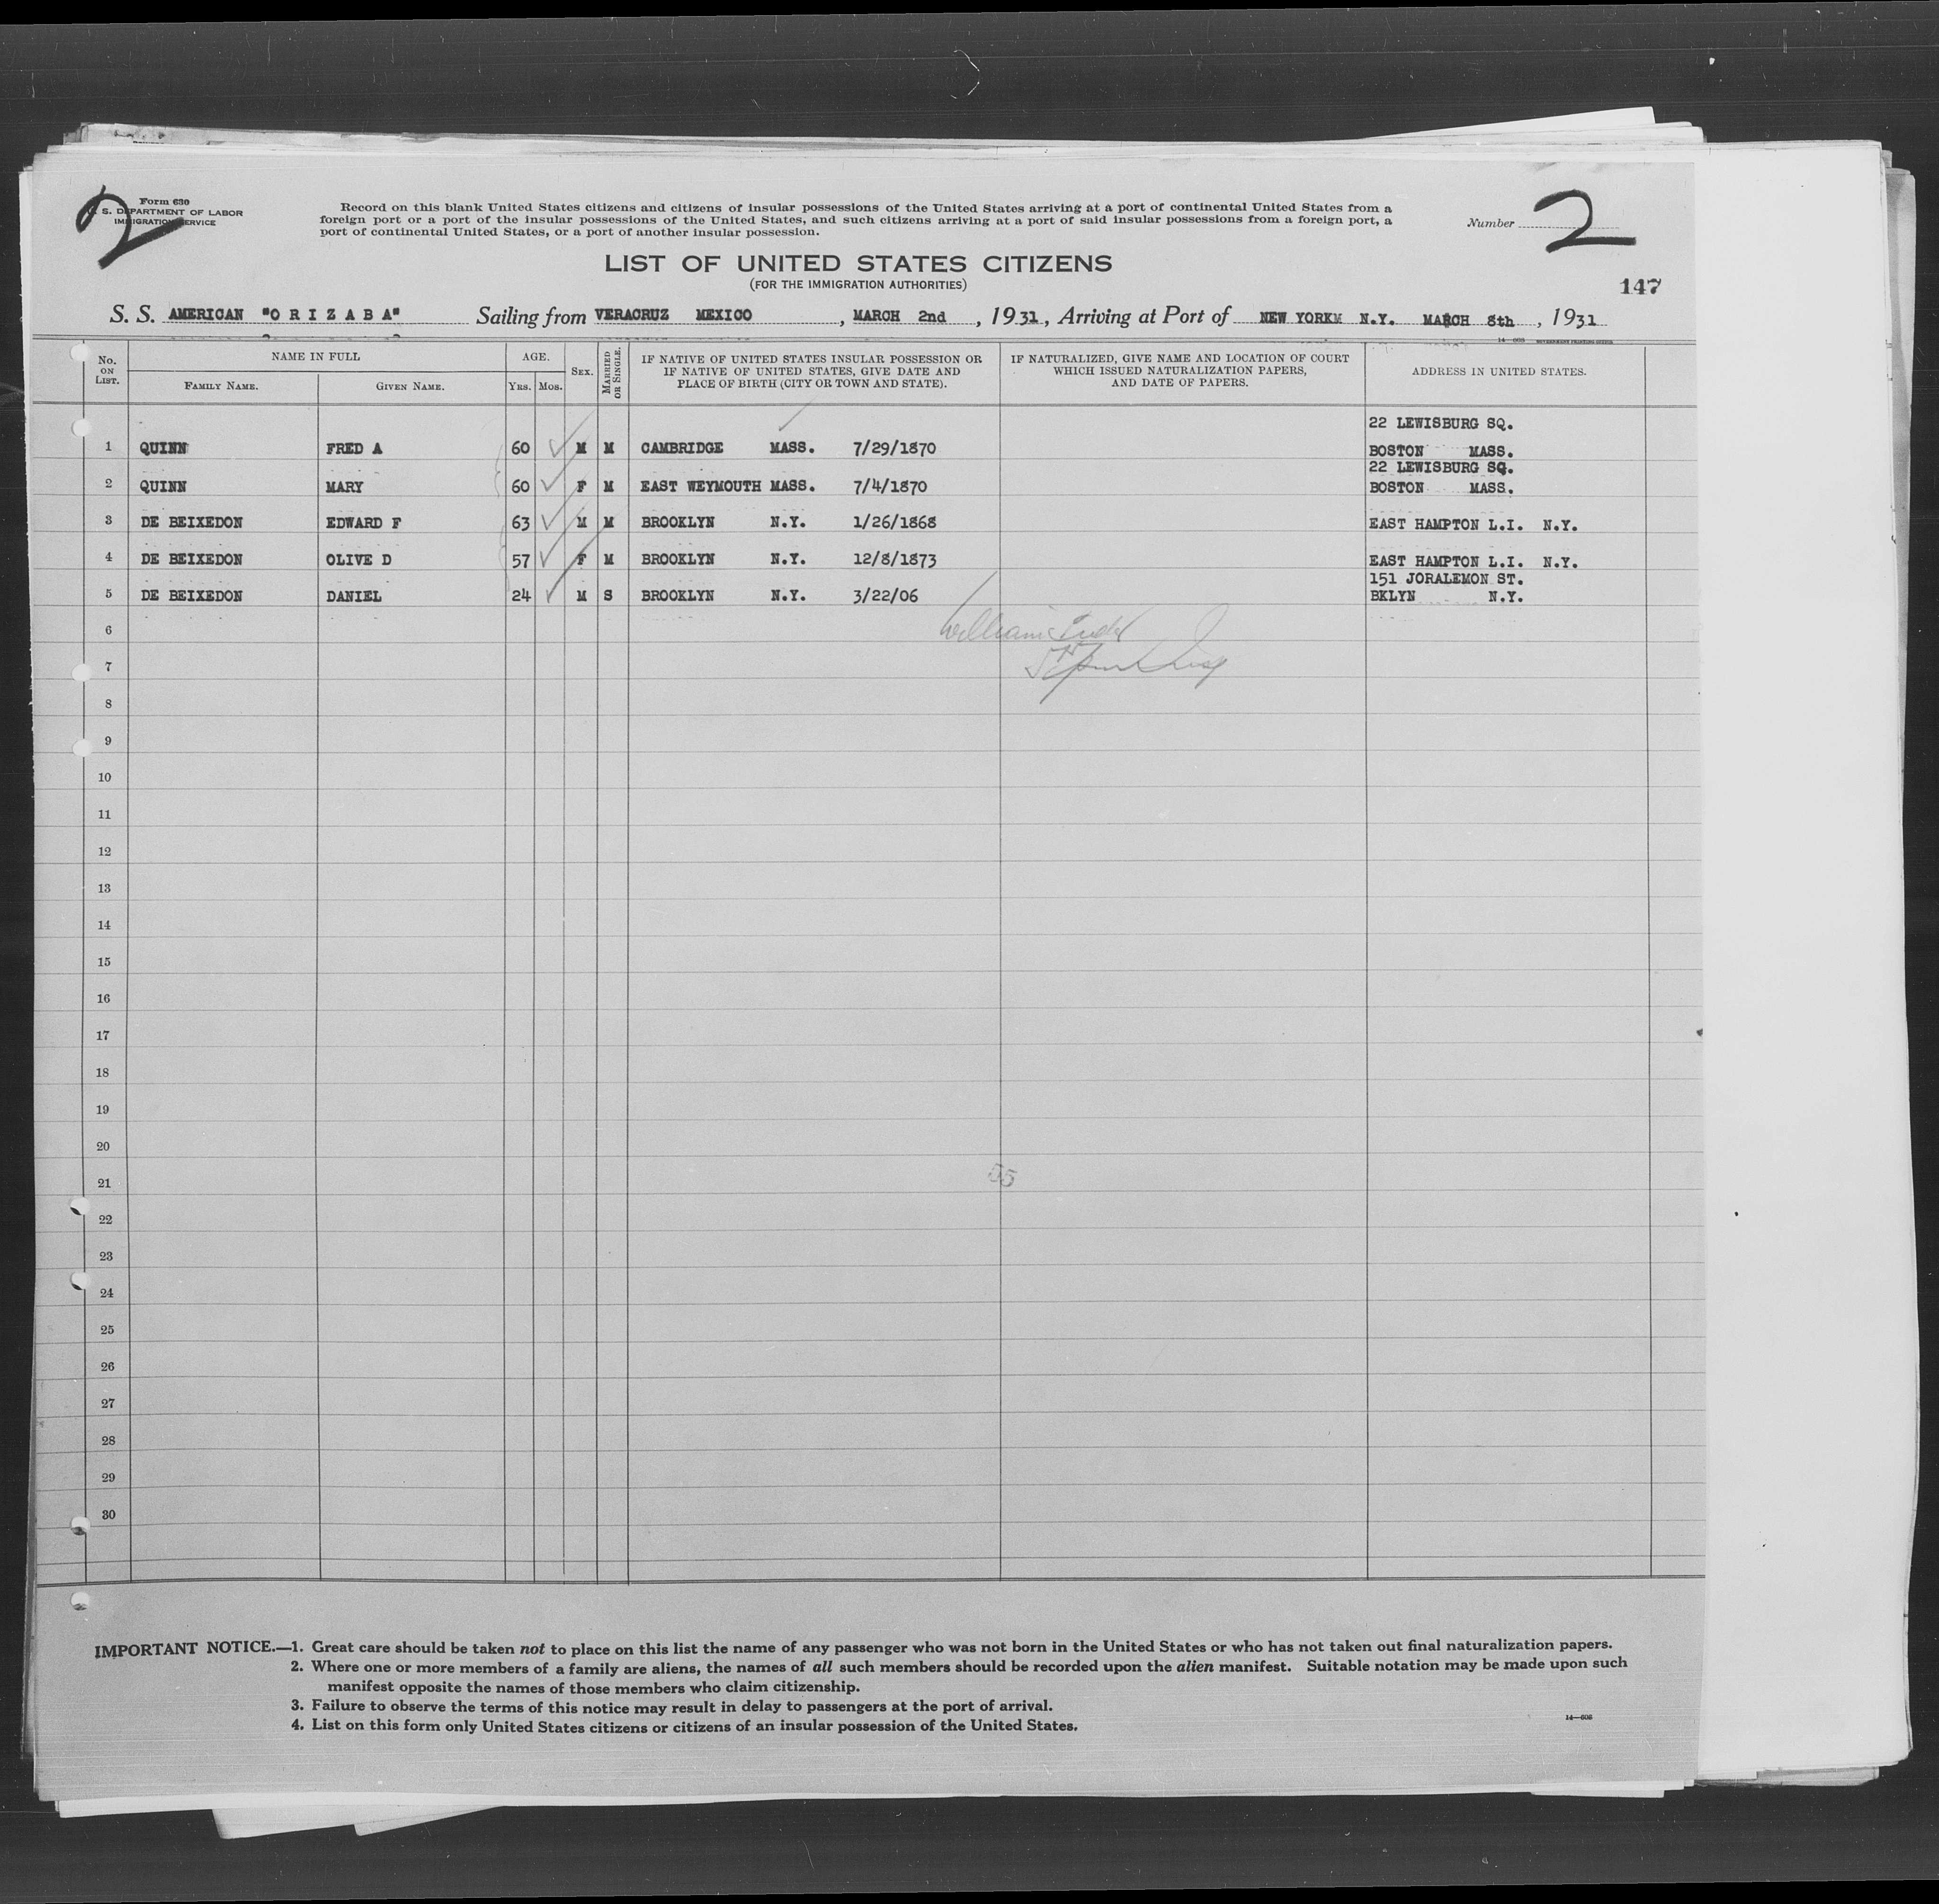 Form 630
U. S. DEPARTMENT OF LABOR
IMMIGRATION SERVICE
2
Record on this blank United States citizens and citizens of insular possessions of the United States arriving at a port of continental United States from a
foreign port or a port of the insular possessions of the United States, and such citizens arriving at a port of said insular possessions from a foreign port, a
port of continental United States, or a port of another insular possession.
Number 2
LIST OF UNITED STATES CITIZENS
(FOR THE IMMIGRATION AUTHORITIES)
147
S. S. AMERICAN "O R I Z A B A" Sailing from VERACRUZ MEXICO, MARCH 2nd, 1931, Arriving at Port of NEW YORKM N.Y. MARCH 8th, 1931
No. ON LIST. NAME IN FULL FAMILY NAME. GIVEN NAME. AGE. YRS. MOS. SEX. MARRIED OR SINGLE. IF NATIVE OF UNITED STATES INSULAR POSSESSION OR IF NATIVE OF UNITED STATES, GIVE DATE AND PLACE OF BIRTH (CITY OR TOWN AND STATE). IF NATURALIZED, GIVE NAME AND LOCATION OF COURT WHICH ISSUED NATURALIZATION PAPERS, AND DATE OF PAPERS. ADDRESS IN UNITED STATES.
22 LEWISBURG SQ.
1 QUINN FRED A 60 M M CAMBRIDGE MASS. 7/29/1870 BOSTON MASS.
22 LEWISBURG SQ.
2 QUINN MARY 60 F M EAST WEYMOUTH MASS. 7/4/1870 BOSTON MASS.
3 DE BEIXEDON EDWARD F 63 M M BROOKLYN N.Y. 1/26/1868 EAST HAMPTON L.I. N.Y.
4 DE BEIXEDON OLIVE D 57 F M BROOKLYN N.Y. 12/8/1873 EAST HAMPTON L.I. N.Y.
151 JORALEMON ST.
5 DE BEIXEDON DANIEL 24 M S BROOKLYN N.Y. 3/22/06 BKLYN N.Y.
6
7
8
9
10
11
12
13
14
15
16
17
18
19
20
21
55
22
23
24
25
26
27
28
29
30
IMPORTANT NOTICE.—1. Great care should be taken not to place on this list the name of any passenger who was not born in the United States or who has not taken out final naturalization papers.
2. Where one or more members of a family are aliens, the names of all such members should be recorded upon the alien manifest. Suitable notation may be made upon such
manifest opposite the names of those members who claim citizenship.
3. Failure to observe the terms of this notice may result in delay to passengers at the port of arrival.
4. List on this form only United States citizens or citizens of an insular possession of the United States.